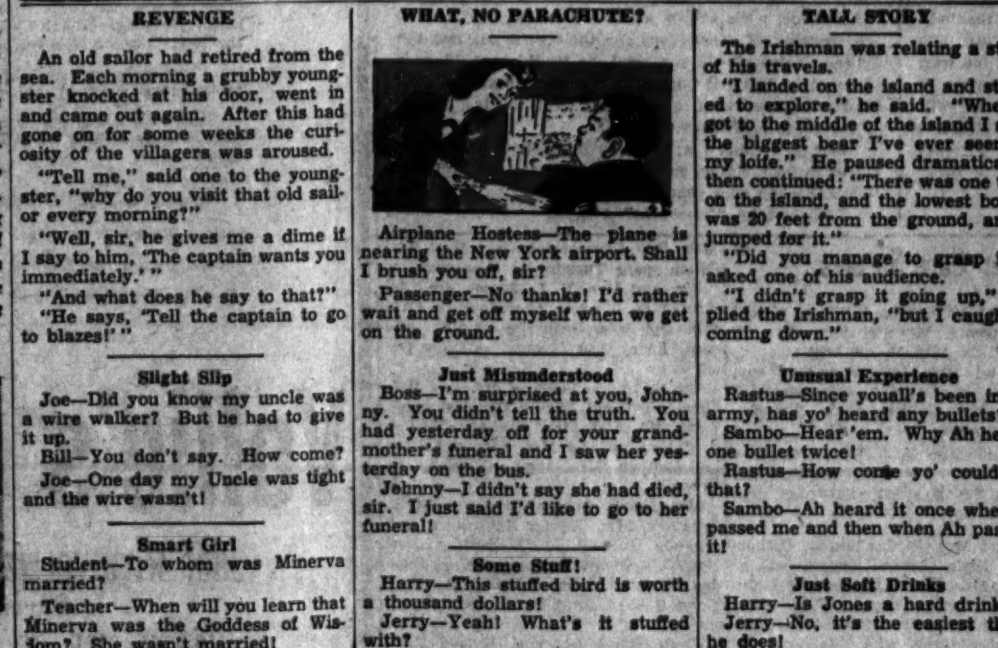 REVENGE
An old sailor had retired from the
sea. Each morning a grubby young-
ster knocked at his door, went in
and came out again. After this had
gone on for some weeks the curi-
osity of the villagers was aroused.
"Tell me," said one to the young-
ster, "why do you visit that old sail-
or every morning?"
"Well, sir, he gives me a dime if
I say to him, 'The captain wants you
immediately.' "
"And what does he say to that?"
"He says, 'Tell the captain to go
to blazes!' "
Slight Slip
Joe—Did you know my uncle was
a wire walker? But he had to give
it up.
Bill—You don't say. How come?
Joe—One day my Uncle was tight
and the wire wasn't!
Smart Girl
Student—To whom was Minerva
married?
Teacher—When will you learn that
Minerva was the Goddess of Wis-
dom? She wasn't married!
WHAT, NO PARACHUTE?
Airplane Hostess—The plane is
nearing the New York airport. Shall
I brush you off, sir?
Passenger—No thanks! I'd rather
wait and get off myself when we get
on the ground.
Just Misunderstood
Boss—I'm surprised at you, John-
ny. You didn't tell the truth. You
had yesterday off for your grand-
mother's funeral and I saw her yes-
terday on the bus.
Johnny—I didn't say she had died,
sir. I just said I'd like to go to her
funeral!
Some Stuff!
Harry—This stuffed bird is worth
a thousand dollars!
Jerry—Yeah! What's it stuffed
with?
TALL STORY
The Irishman was relating a
of his travels.
"I landed on the island and
ed to explore," he said.
got to the middle of the island I
the biggest bear I've ever
my loife." He paused
then continued: "There was one
on the island, and the lowest
was 20 feet from the ground,
jumped for it."
"Did you manage to grasp
asked one of his audience.
"I didn't grasp it going up,"
plied the Irishman, "but I
coming down."
Unusual Experience
Rastus—Since youall's been
army, has yo' heard any bullets
Sambo—Hear 'em. Why Ah
one bullet twice!
Rastus—How come yo'
that?
Sambo—Ah heard it once
passed me and then when Ah
it!
Just Soft Drinks
Harry—Is Jones a hard
Jerry—No, it's the easiest
he does!